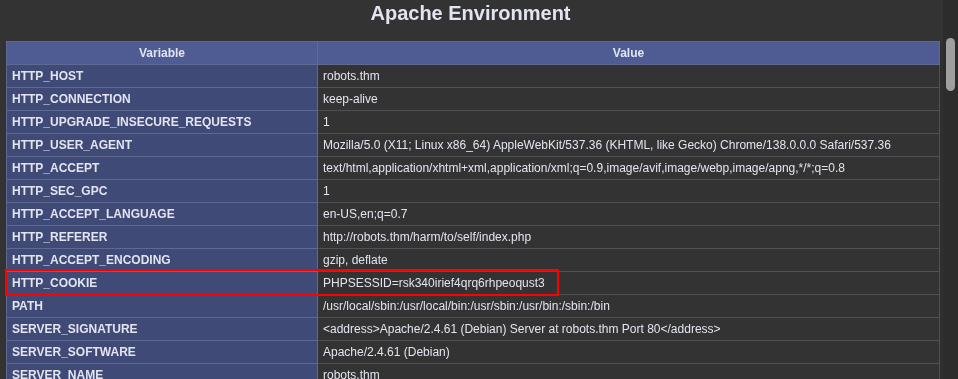 Apache Environment
Variable Value
HTTP_HOST robots.thm
HTTP_CONNECTION keep-alive
HTTP_UPGRADE_INSECURE_REQUESTS 1
HTTP_USER_AGENT Mozilla/5.0 (X11; Linux x86_64) AppleWebKit/537.36 (KHTML, like Gecko) Chrome/138.0.0.0 Safari/537.36
HTTP_ACCEPT text/html,application/xhtml+xml,application/xml;q=0.9,image/avif,image/webp,image/apng,*/*;q=0.8
HTTP_SEC_GPC 1
HTTP_ACCEPT_LANGUAGE en-US,en;q=0.7
HTTP_REFERER http://robots.thm/harm/to/self/index.php
HTTP_ACCEPT_ENCODING gzip, deflate
HTTP_COOKIE PHPSESSID=rsk340irief4qrq6rhpeoqust3
PATH /usr/local/sbin:/usr/local/bin:/usr/sbin:/usr/bin:/sbin:/bin
SERVER_SIGNATURE <address>Apache/2.4.61 (Debian) Server at robots.thm Port 80</address>
SERVER_SOFTWARE Apache/2.4.61 (Debian)
SERVER_NAME robots.thm